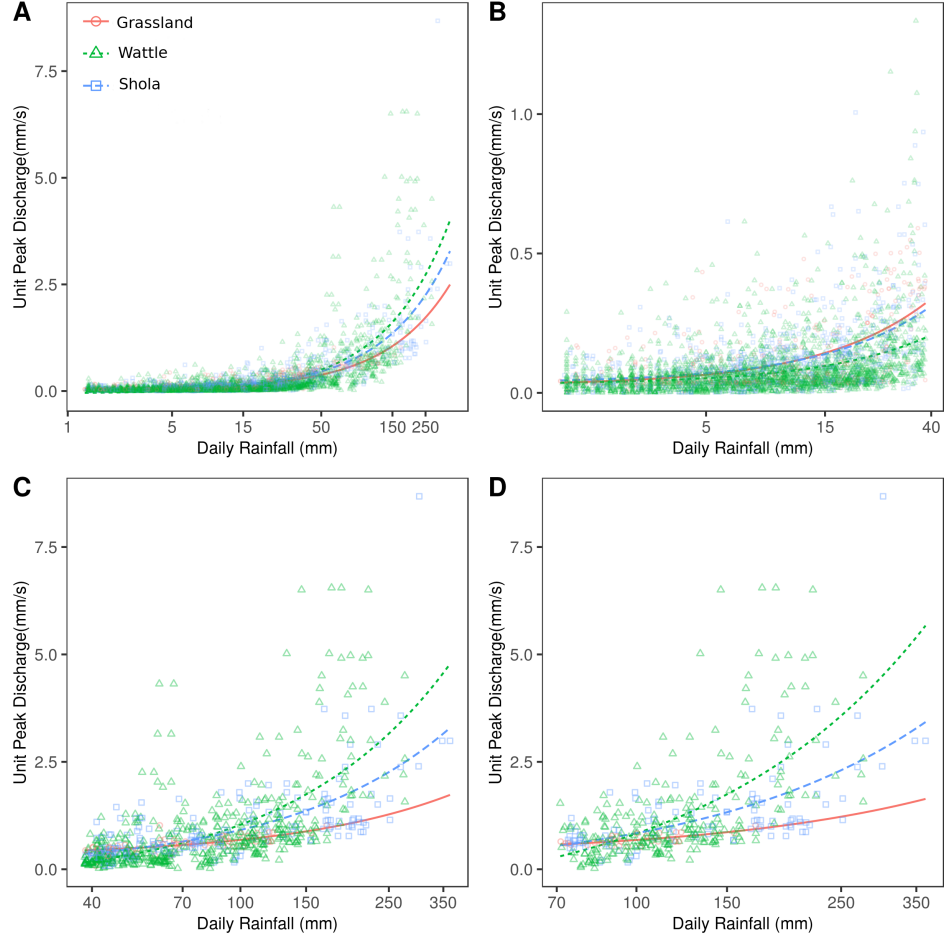 A
Grassland
Wattle
Shola
7.5
5.0
2.5
0.0
1 5 15 50 150 250
Unit Peak Discharge(mm/s)
Daily Rainfall (mm)
B
1.0
0.5
0.0
5 15 40
Unit Peak Discharge(mm/s)
Daily Rainfall (mm)
C
7.5
5.0
2.5
0.0
40 70 100 150 250 350
Unit Peak Discharge(mm/s)
Daily Rainfall (mm)
D
7.5
5.0
2.5
0.0
70 100 150 250 350
Unit Peak Discharge(mm/s)
Daily Rainfall (mm)